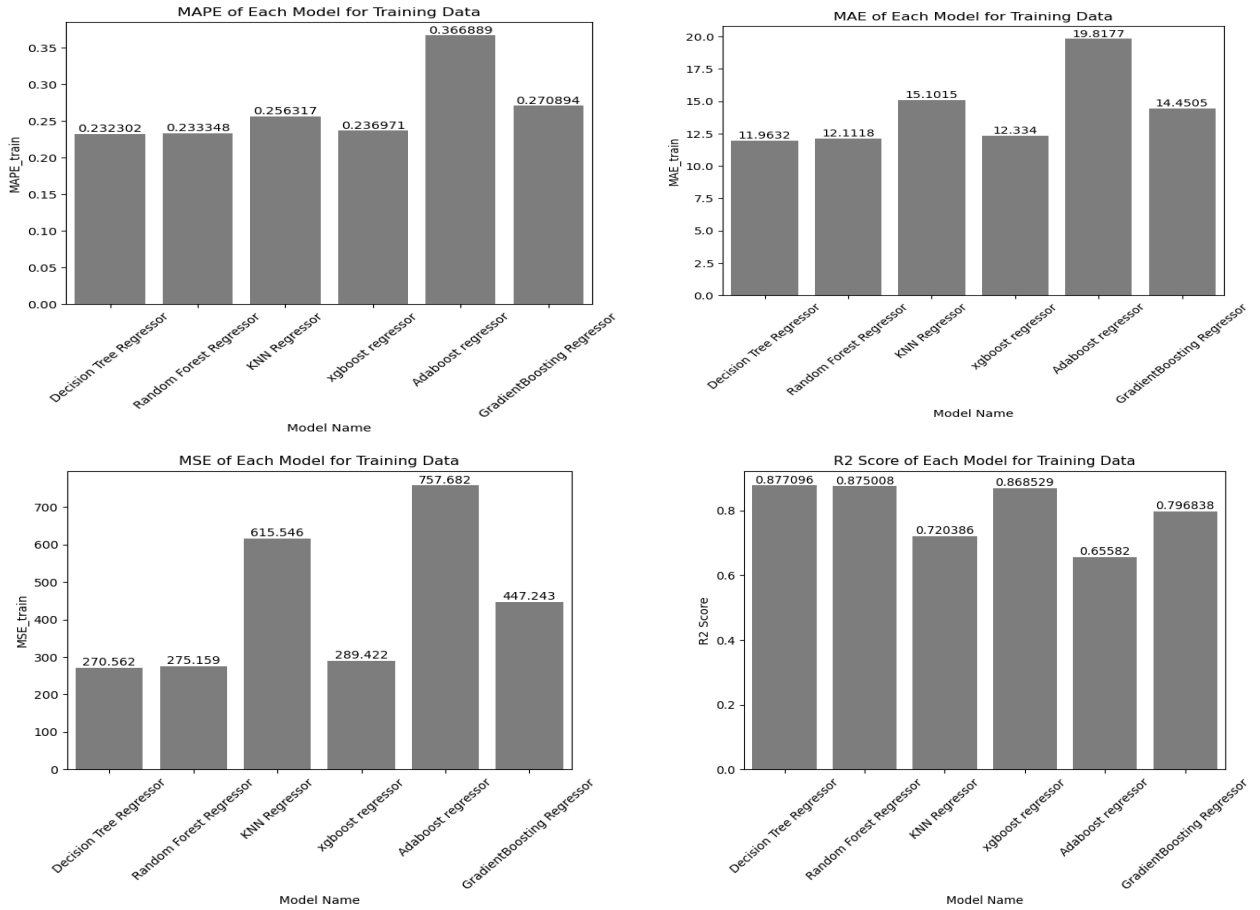 MAPE of Each Model for Training Data
0.35
0.30
0.25
0.20
0.15
0.10
0.05
0.00
MAPE_train
0.232302
0.233348
0.256317
0.236971
0.366889
0.270894
Decision Tree Regressor
Random Forest Regressor
KNN Regressor
xgboost regressor
Adaboost regressor
GradientBoosting Regressor
Model Name
MAE of Each Model for Training Data
20.0
17.5
15.0
12.5
10.0
7.5
5.0
2.5
0.0
MAE_train
11.9632
12.1118
15.1015
12.334
19.8177
14.4505
Decision Tree Regressor
Random Forest Regressor
KNN Regressor
xgboost regressor
Adaboost regressor
GradientBoosting Regressor
Model Name
MSE of Each Model for Training Data
700
600
500
400
300
200
100
0
MSE_train
270.562
275.159
615.546
289.422
757.682
447.243
Decision Tree Regressor
Random Forest Regressor
KNN Regressor
xgboost regressor
Adaboost regressor
GradientBoosting Regressor
Model Name
R2 Score of Each Model for Training Data
0.8
0.6
0.4
0.2
0.0
R2 Score
0.877096
0.875008
0.720386
0.868529
0.65582
0.796838
Decision Tree Regressor
Random Forest Regressor
KNN Regressor
xgboost regressor
Adaboost regressor
GradientBoosting Regressor
Model Name